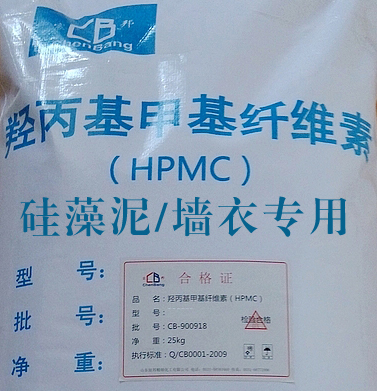 邦
CB
ChenBang
羟丙基甲基纤维素
(HPMC)
硅藻泥/墙衣专用
型 号:
批 号:
净 重:
CB
ChenBang
合格证
品 名:羟丙基甲基纤维素(HPMC)
型 号:
批 号:CB-900918
净 重:25kg
执行标准:Q/CB0001-2009
检验合格